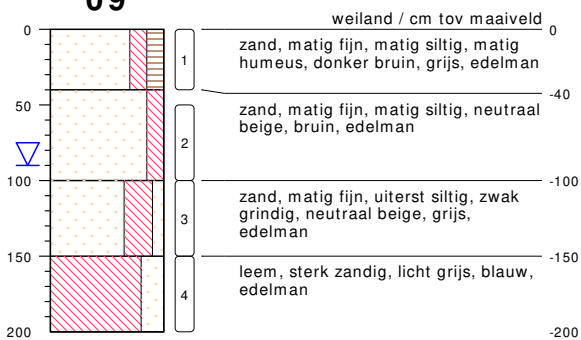 09
weiland / cm tov maaiveld
0
0
1
zand, matig fijn, matig siltig, matig
humeus, donker bruin, grijs, edelman
-40
50
2
zand, matig fijn, matig siltig, neutraal
beige, bruin, edelman
100
-100
3
zand, matig fijn, uiterst siltig, zwak
grindig, neutraal beige, grijs,
edelman
150
-150
4
leem, sterk zandig, licht grijs, blauw,
edelman
200
-200